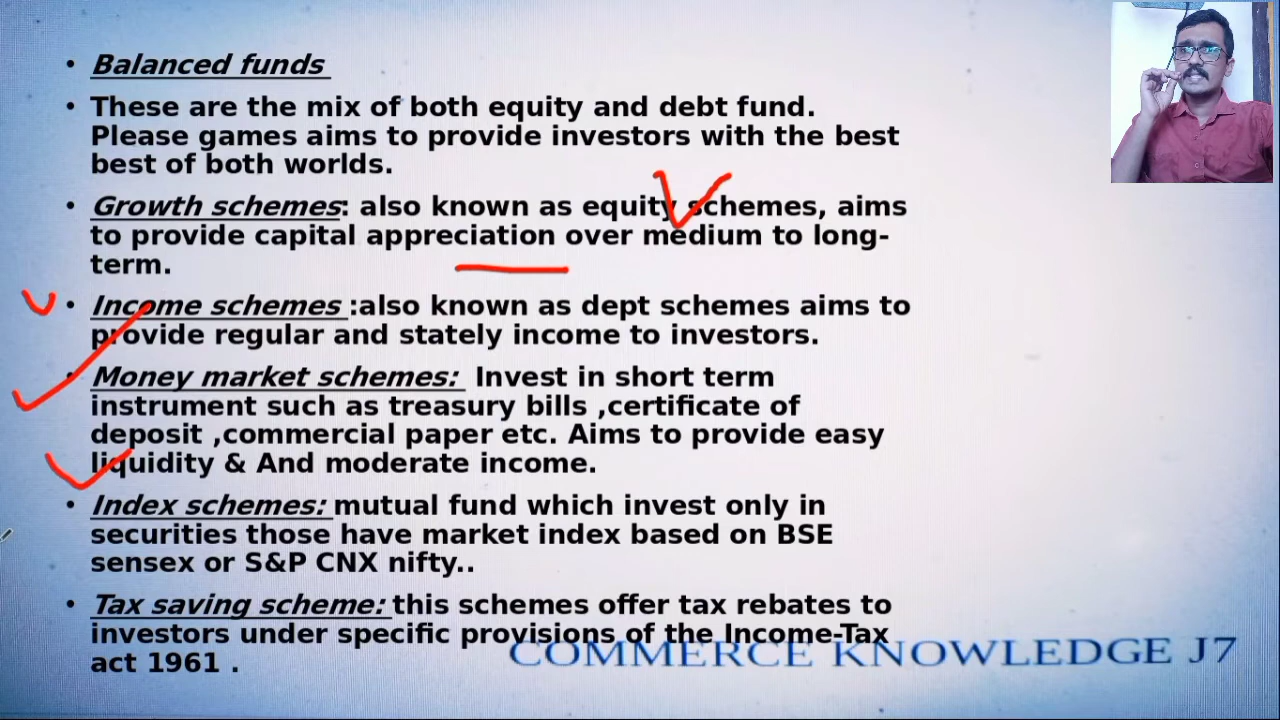 • Balanced funds
• These are the mix of both equity and debt fund.
Please games aims to provide investors with the best
best of both worlds.
• Growth schemes: also known as equity schemes, aims
to provide capital appreciation over medium to long-
term.
• Income schemes :also known as dept schemes aims to
provide regular and stately income to investors.
• Money market schemes: Invest in short term
instrument such as treasury bills ,certificate of
deposit ,commercial paper etc. Aims to provide easy
liquidity & And moderate income.
• Index schemes: mutual fund which invest only in
securities those have market index based on BSE
sensex or S&P CNX nifty..
• Tax saving scheme: this schemes offer tax rebates to
investors under specific provisions of the Income-Tax
act 1961 .
COMMERCE KNOWLEDGE J7